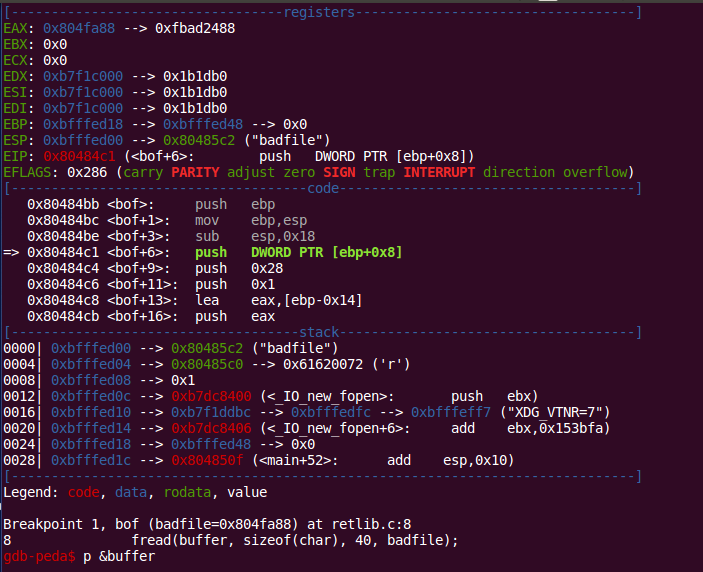 [----------------------------------registers-----------------------------------]
EAX: 0x804fa88 --> 0xfbad2488
EBX: 0x0
ECX: 0x0
EDX: 0xb7f1c000 --> 0x1b1db0
ESI: 0xb7f1c000 --> 0x1b1db0
EDI: 0xb7f1c000 --> 0x1b1db0
EBP: 0xbfffed18 --> 0xbfffed48 --> 0x0
ESP: 0xbfffed00 --> 0x80485c2 ("badfile")
EIP: 0x80484c1 (<bof+6>:        push   DWORD PTR [ebp+0x8])
EFLAGS: 0x286 (carry PARITY adjust zero SIGN trap INTERRUPT direction overflow)
[-------------------------------------code-------------------------------------]
   0x80484bb <bof>:     push   ebp
   0x80484bc <bof+1>:   mov    ebp,esp
   0x80484be <bof+3>:   sub    esp,0x18
=> 0x80484c1 <bof+6>:   push   DWORD PTR [ebp+0x8]
   0x80484c4 <bof+9>:   push   0x28
   0x80484c6 <bof+11>:  push   0x1
   0x80484c8 <bof+13>:  lea    eax,[ebp-0x14]
   0x80484cb <bof+16>:  push   eax
[------------------------------------stack-------------------------------------]
0000| 0xbfffed00 --> 0x80485c2 ("badfile")
0004| 0xbfffed04 --> 0x80485c0 --> 0x61620072 ('r')
0008| 0xbfffed08 --> 0x1
0012| 0xbfffed0c --> 0xb7dc8400 (<_IO_new_fopen>:       push   ebx)
0016| 0xbfffed10 --> 0xb7f1ddbc --> 0xbfffedfc --> 0xbfffeff7 ("XDG_VTNR=7")
0020| 0xbfffed14 --> 0xb7dc8406 (<_IO_new_fopen+6>:     add    ebx,0x153bfa)
0024| 0xbfffed18 --> 0xbfffed48 --> 0x0
0028| 0xbfffed1c --> 0x804850f (<main+52>:      add    esp,0x10)
[------------------------------------------------------------------------------]
Legend: code, data, rodata, value
Breakpoint 1, bof (badfile=0x804fa88) at retlib.c:8
8               fread(buffer, sizeof(char), 40, badfile);
gdb-peda$ p &buffer